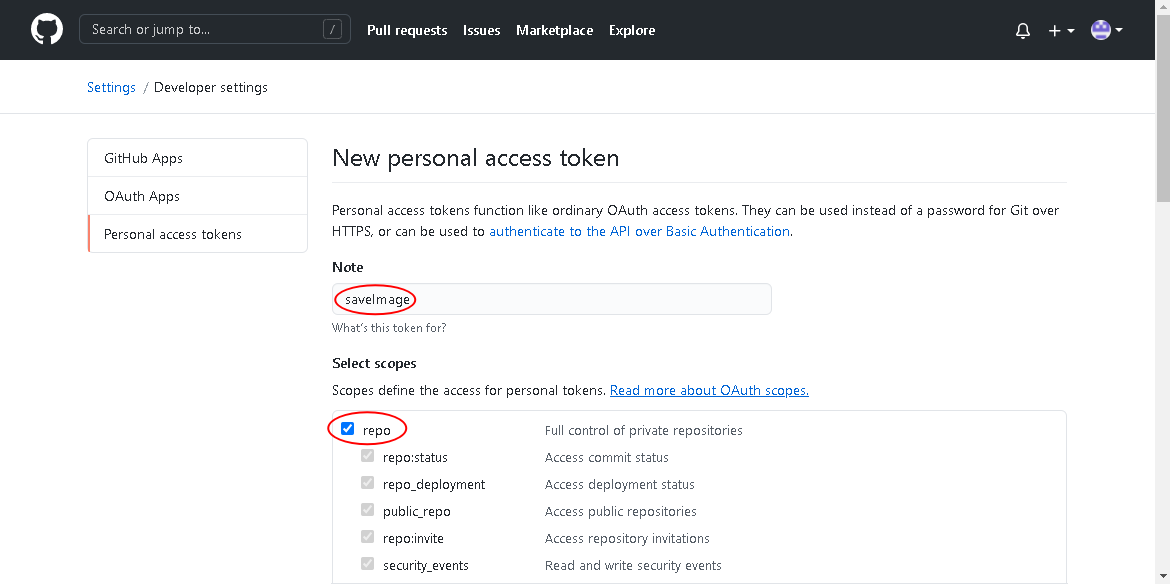 Search or jump to... /
Pull requests Issues Marketplace Explore
Settings / Developer settings
GitHub Apps
OAuth Apps
Personal access tokens
New personal access token
Personal access tokens function like ordinary OAuth access tokens. They can be used instead of a password for Git over
HTTPS, or can be used to authenticate to the API over Basic Authentication.
Note
saveImage
What's this token for?
Select scopes
Scopes define the access for personal tokens. Read more about OAuth scopes.
repo Full control of private repositories
repo:status Access commit status
repo_deployment Access deployment status
public_repo Access public repositories
repo:invite Access repository invitations
security_events Read and write security events